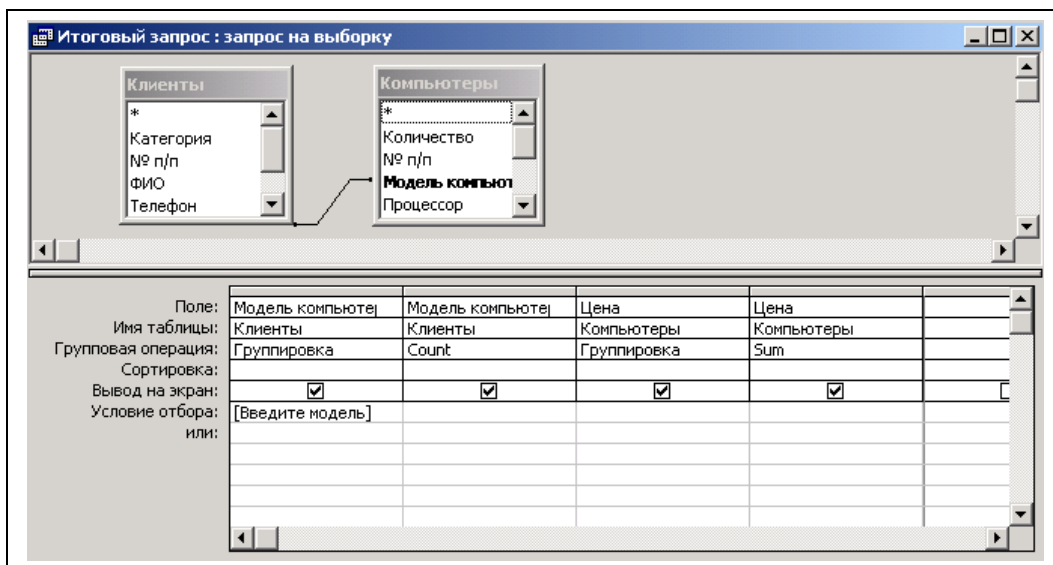 Итоговый запрос : запрос на выборку
Клиенты
*
Категория
№ п/п
ФИО
Телефон
Компьютеры
*
Количество
№ п/п
Модель компьют
Процессор
Поле: Модель компьютер Модель компьютер Цена Цена
Имя таблицы: Клиенты Клиенты Компьютеры Компьютеры
Групповая операция: Группировка Count Группировка Sum
Сортировка:
Вывод на экран:
Условие отбора: [Введите модель]
или: